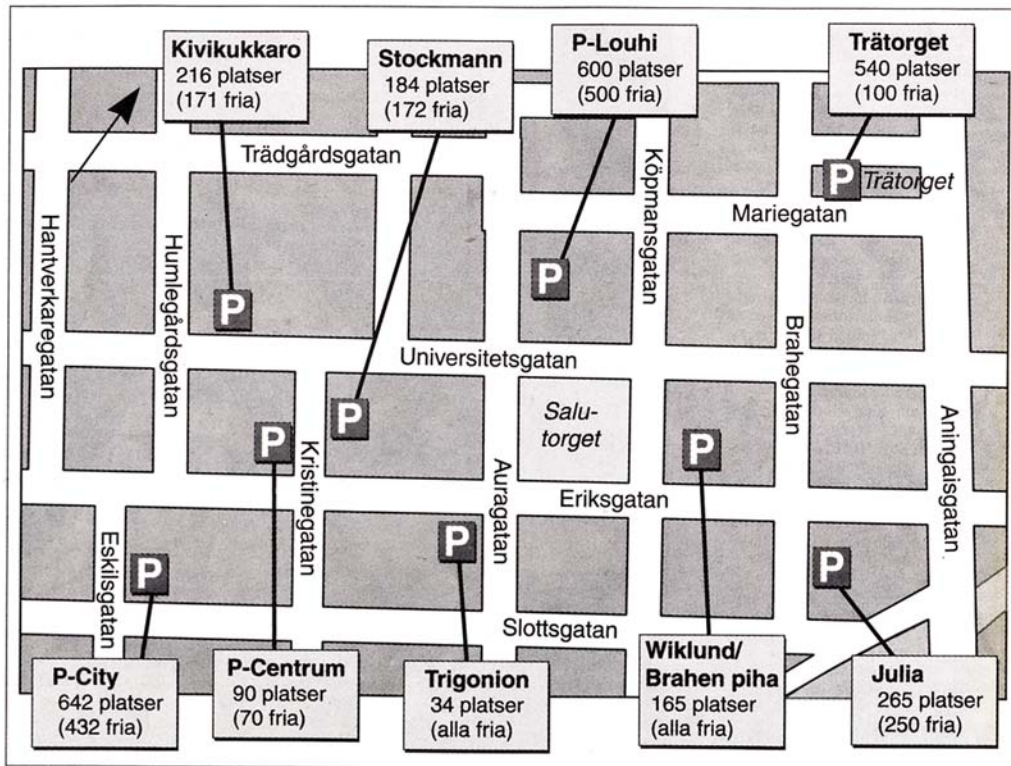 Kivikukkaro
216 platser
(171 fria)
Stockmann
184 platser
(172 fria)
P-Louhi
600 platser
(500 fria)
Trätorget
540 platser
(100 fria)
Trädgårdsgatan
Köpmansgatan
P
Trätorget
Mariegatan
Hantverkaregatan
Humlegårdsgatan
P
P
Universitetsgatan
Brahegatan
P
P
Kristinegatan
Salu-
torget
P
Auragatan
Eriksgatan
Aningaisgatan
Eskilsgatan
P
P
P
Slottsgatan
P-City
642 platser
(432 fria)
P-Centrum
90 platser
(70 fria)
Trigonion
34 platser
(alla fria)
Wiklund/
Brahen piha
165 platser
(alla fria)
Julia
265 platser
(250 fria)